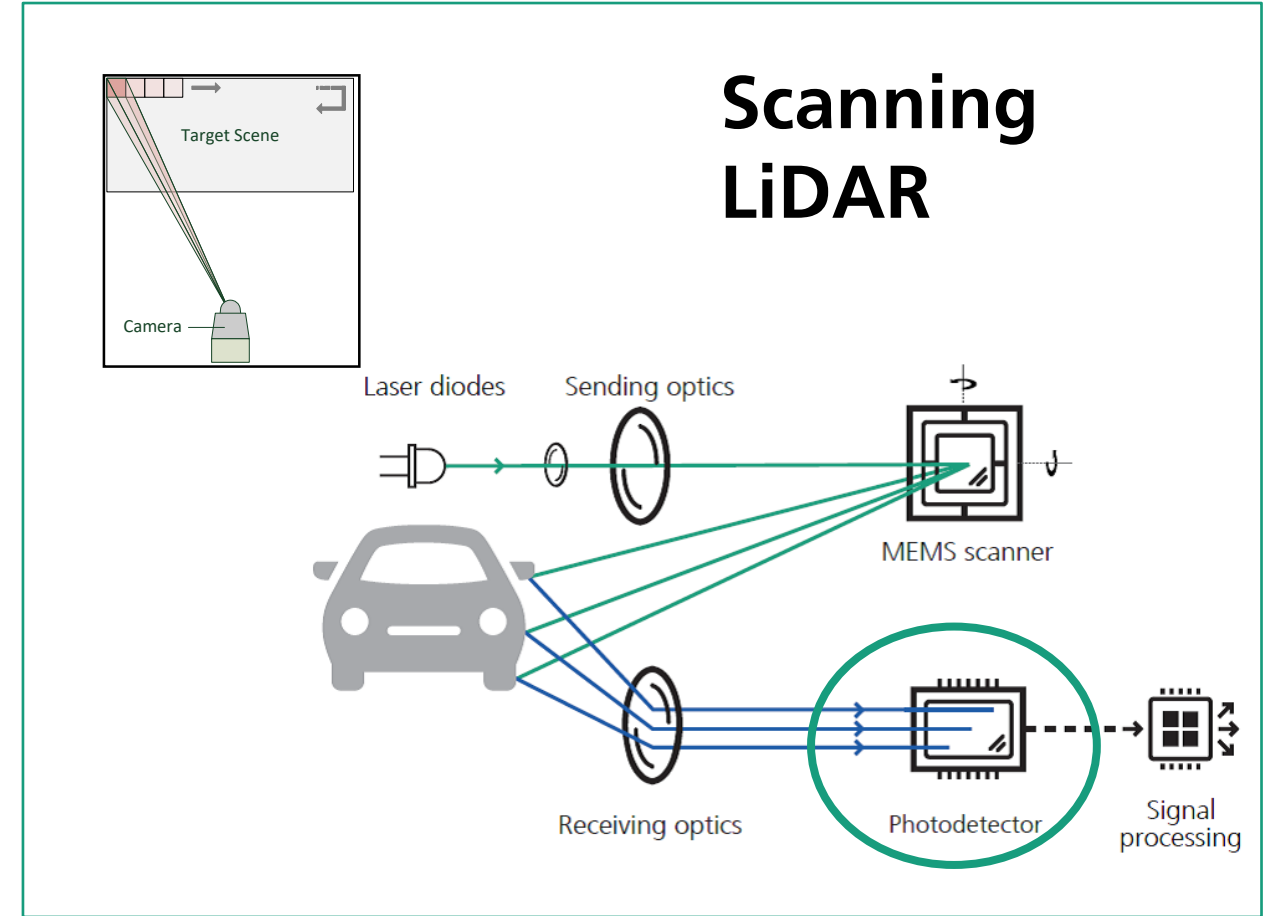 Scanning
LiDAR
Target Scene
Camera
Laser diodes
Sending optics
MEMS scanner
Receiving optics
Photodetector
Signal
processing